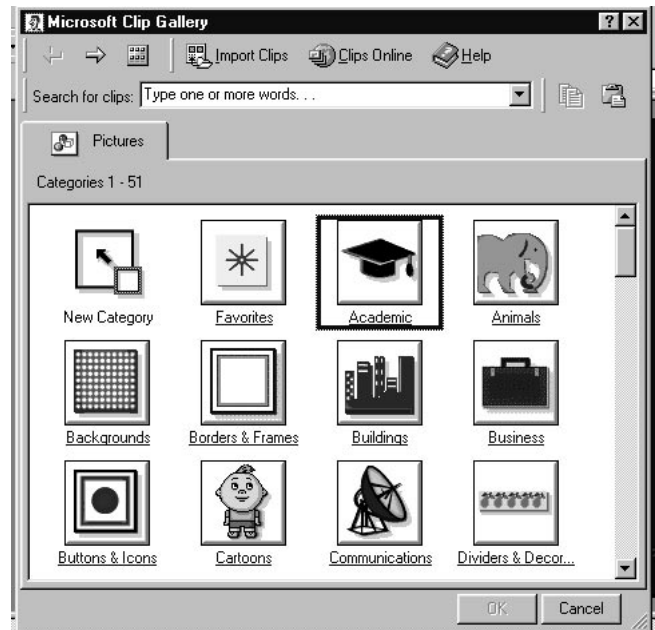 Microsoft Clip Gallery
Import Clips Clips Online Help
Search for clips: Type one or more words. . .
Pictures
Categories 1 - 51
New Category Favorites Academic Animals
Backgrounds Borders & Frames Buildings Business
Buttons & Icons Cartoons Communications Dividers & Decor...
OK Cancel